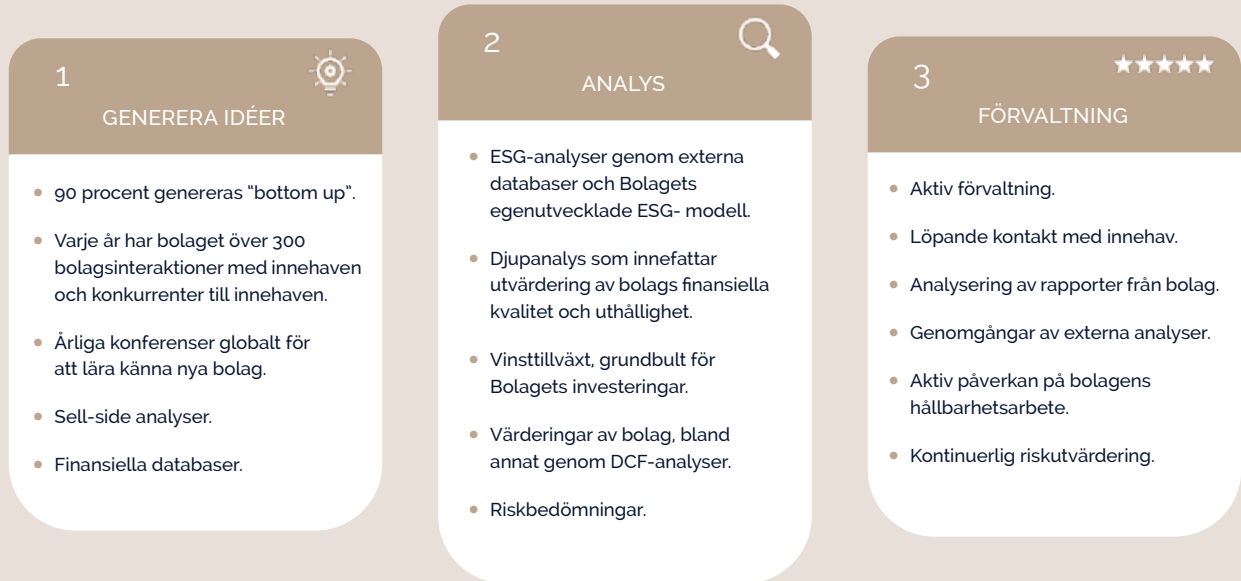 1
GENERERA IDÉER
• 90 procent genereras "bottom up".
• Varje år har bolaget över 300
bolagsinteraktioner med innehaven
och konkurrenter till innehaven.
• Årliga konferenser globalt för
att lära känna nya bolag.
• Sell-side analyser.
• Finansiella databaser.
2
ANALYS
• ESG-analyser genom externa
databaser och Bolagets
egenutvecklade ESG- modell.
• Djupanalys som innefattar
utvärdering av bolags finansiella
kvalitet och uthållighet.
• Vinsttillväxt, grundbult för
Bolagets investeringar.
• Värderingar av bolag, bland
annat genom DCF-analyser.
• Riskbedömningar.
3
FÖRVALTNING
• Aktiv förvaltning.
• Löpande kontakt med innehav.
• Analysering av rapporter från bolag.
• Genomgångar av externa analyser.
• Aktiv påverkan på bolagens
hållbarhetsarbete.
• Kontinuerlig riskutvärdering.